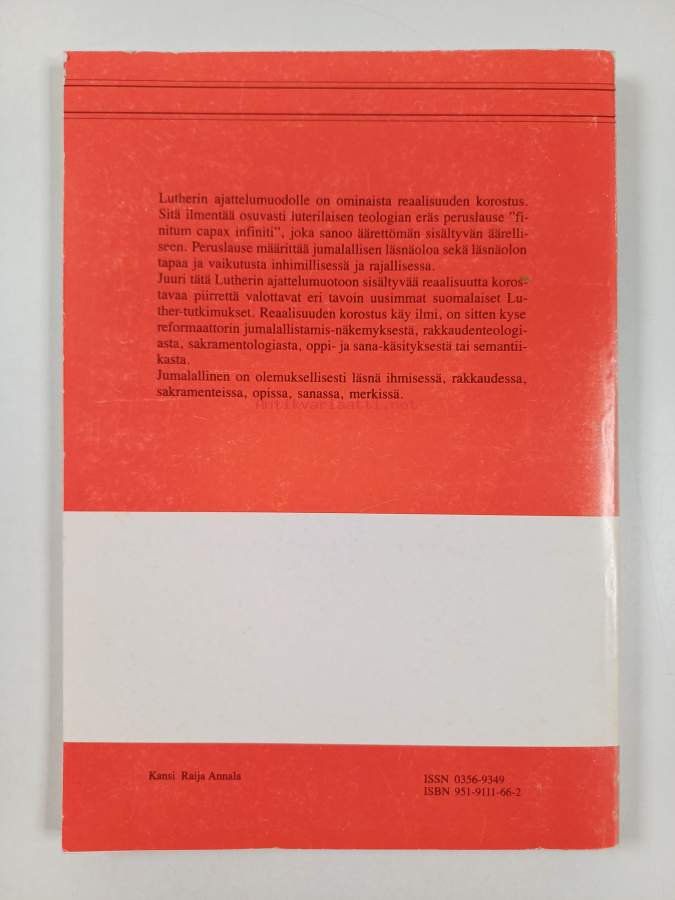 Lutherin ajattelumuodolle on ominaista reaalisuuden korostus.
Sitä ilmentää osuvasti luterilaisen teologian eräs peruslause "fi-
nitum capax infiniti", joka sanoo äärettömän sisältyvän äärelli-
seen. Peruslause määrittää jumalallisen läsnäoloa sekä läsnäolon
tapaa ja vaikutusta inhimillisessä ja rajallisessa.
Juuri tätä Lutherin ajattelumuotoon sisältyvää reaalisuutta koros-
tavaa piirrettä valottavat eri tavoin uusimmat suomalaiset Lu-
ther-tutkimukset. Reaalisuuden korostus käy ilmi, on sitten kyse
reformaattorin jumalallistamis-näkemyksestä, rakkaudenteologi-
asta, sakramentologiasta, oppi- ja sana-käsityksestä tai semantii-
kasta.
Jumalallinen on olemuksellisesti läsnä ihmisessä, rakkaudessa,
sakramenteissa, opissa, sanassa, merkissä.
Antikvariaatti.net
Kansi Raija Annala
ISSN 0356-9349
ISBN 951-9111-66-2